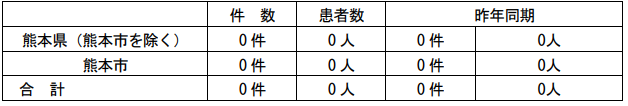 件　数 患者数 昨年同期
熊本県（熊本市を除く） 0 件 0 人 0 件 0人
熊本市 0 件 0 人 0 件 0人
合　計 0 件 0 人 0 件 0人